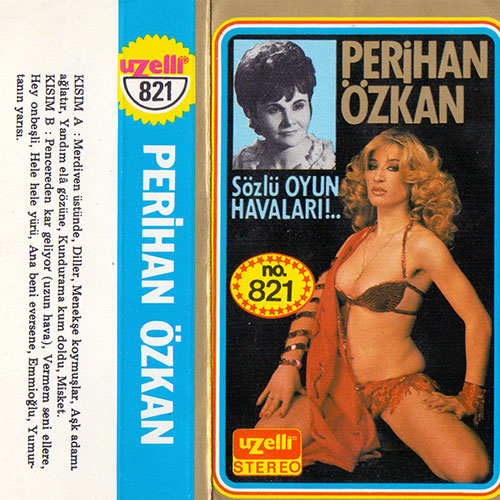 KISIM A : Merdiven üstünde, Diller, Menekşe koymuşlar, Aşk adamı
ağlatır, Yandım elâ gözüne, Kundurama kum doldu, Misket.
KISIM B : Pencereden kar geliyor (uzun hava), Vermem seni ellere,
Hey onbeşli, Hele hele yürü, Ana beni eversene, Emmioğlu, Yumur-
tanın yarısı.
uzelli
821
PERİHAN ÖZKAN
PERİHAN
ÖZKAN
Sözlü OYUN
HAVALARI!..
no.
821
uzelli
STEREO